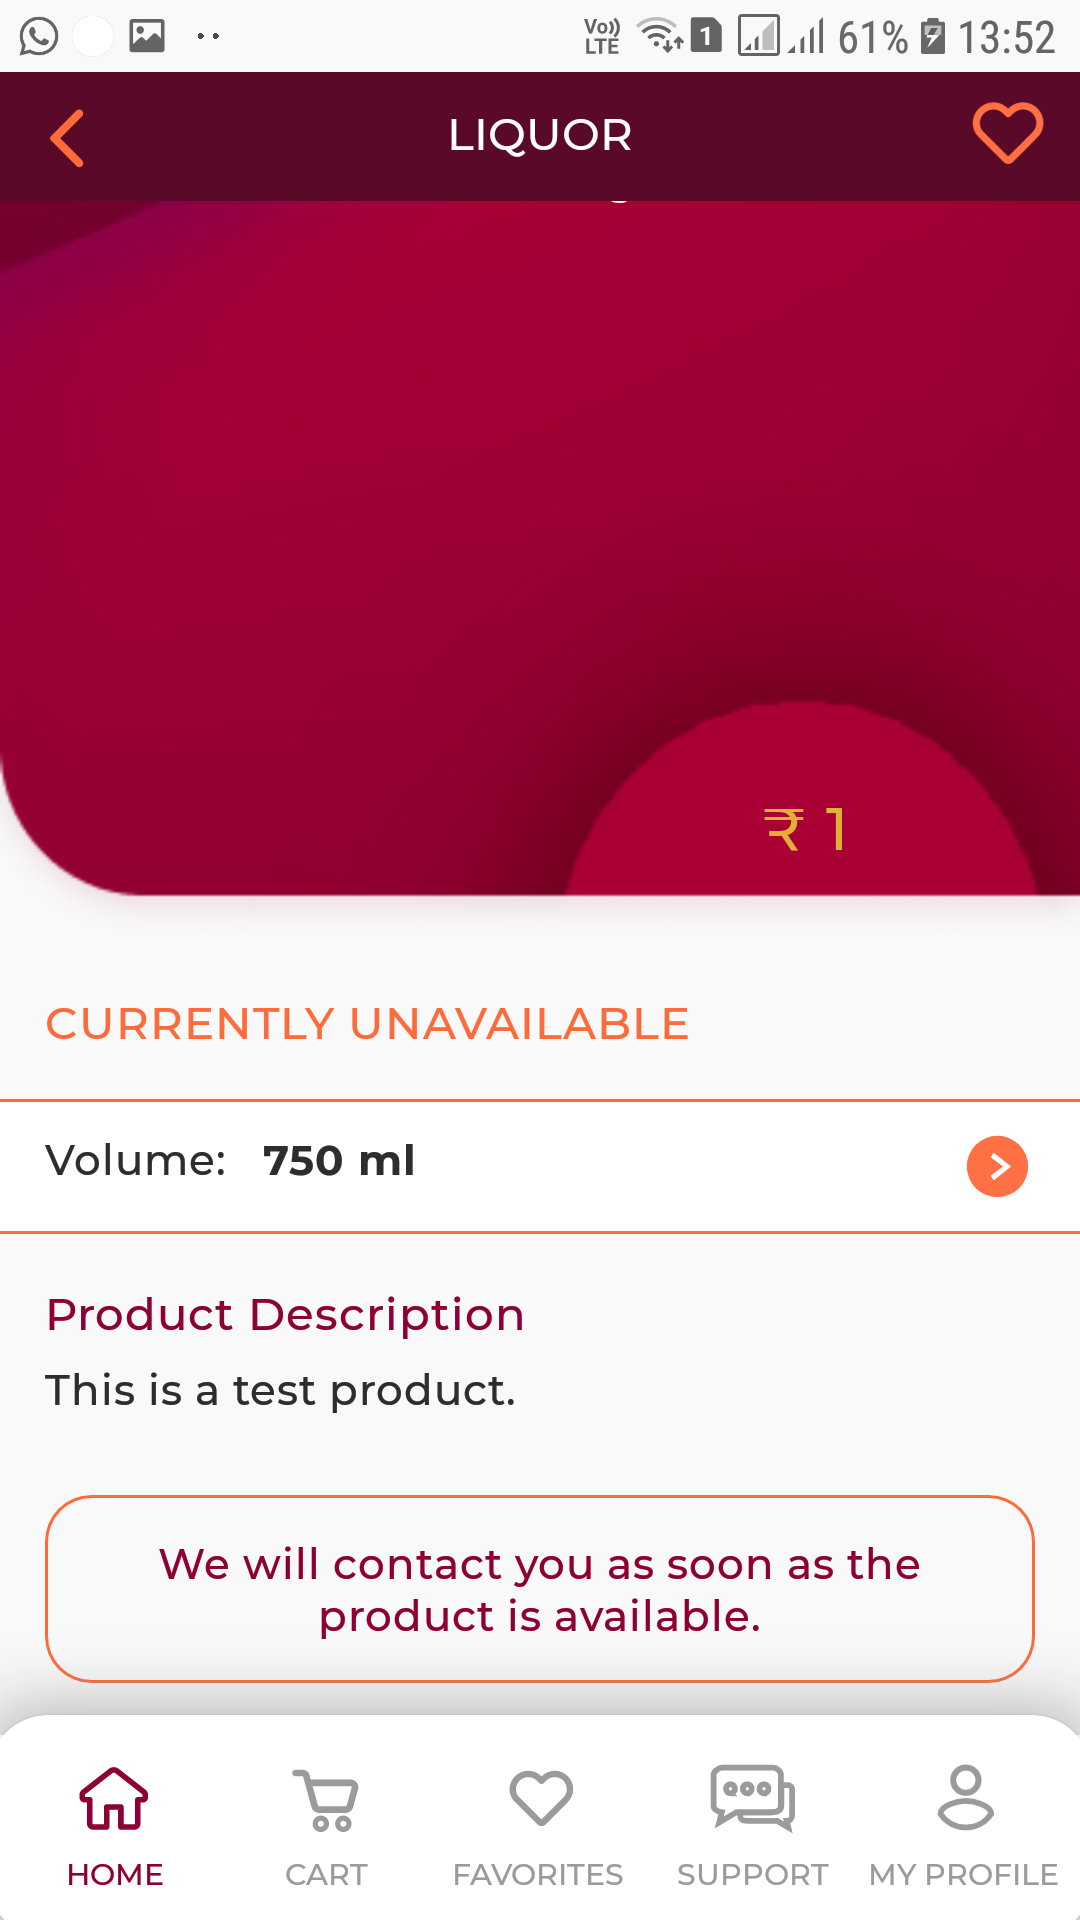 Vo)) LTE 1 61% 13:52
LIQUOR
₹ 1
CURRENTLY UNAVAILABLE
Volume: 750 ml
Product Description
This is a test product.
We will contact you as soon as the
product is available.
HOME CART FAVORITES SUPPORT MY PROFILE